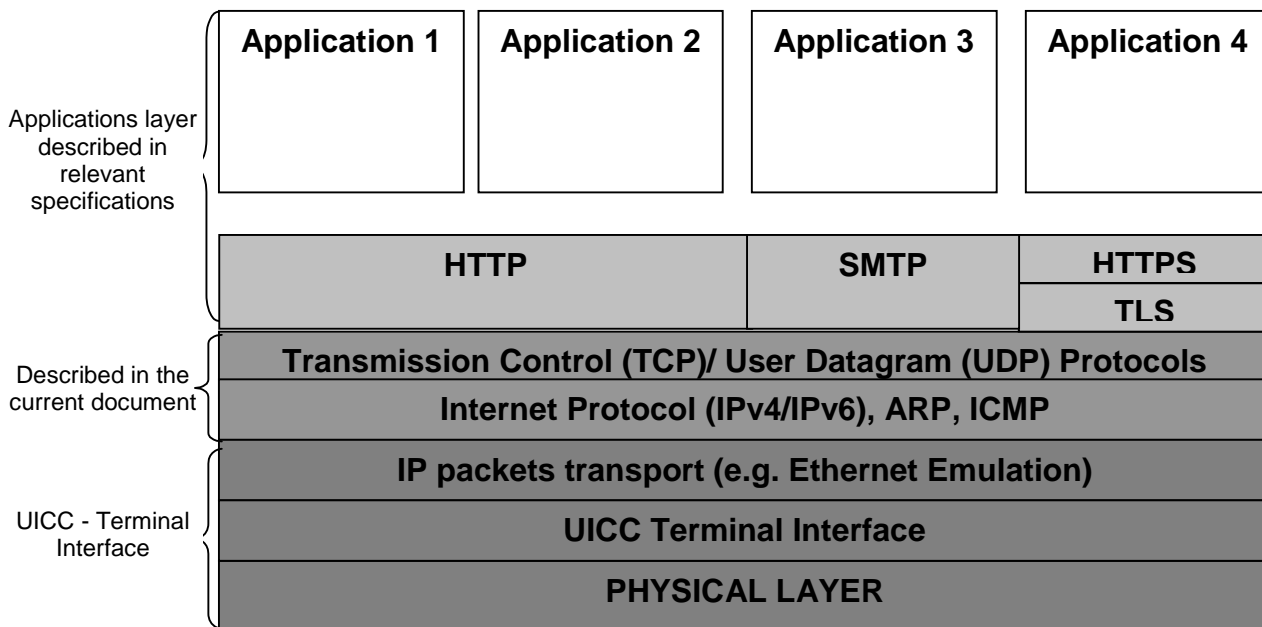 Application 1
Application 2
Application 3
Application 4
Applications layer
described in
relevant
specifications
HTTP
SMTP
HTTPS
TLS
Described in the
current document
Transmission Control (TCP)/ User Datagram (UDP) Protocols
Internet Protocol (IPv4/IPv6), ARP, ICMP
UICC - Terminal
Interface
IP packets transport (e.g. Ethernet Emulation)
UICC Terminal Interface
PHYSICAL LAYER